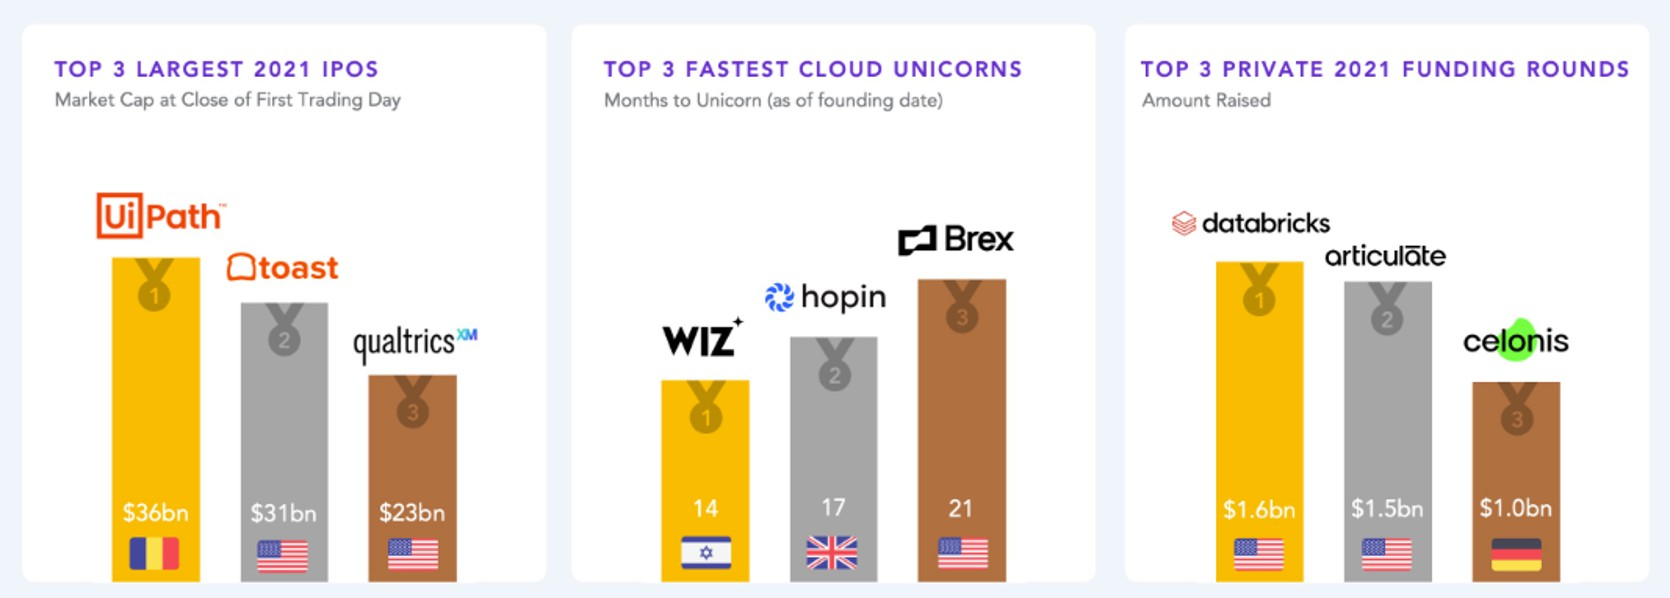 TOP 3 LARGEST 2021 IPOS
Market Cap at Close of First Trading Day
UiPath™
toast
qualtrics XM
1
2
3
$36bn
$31bn
$23bn
TOP 3 FASTEST CLOUD UNICORNS
Months to Unicorn (as of founding date)
WIZ
hopin
Brex
1
2
3
14
17
21
TOP 3 PRIVATE 2021 FUNDING ROUNDS
Amount Raised
databricks
articulāte
celonis
1
2
3
$1.6bn
$1.5bn
$1.0bn